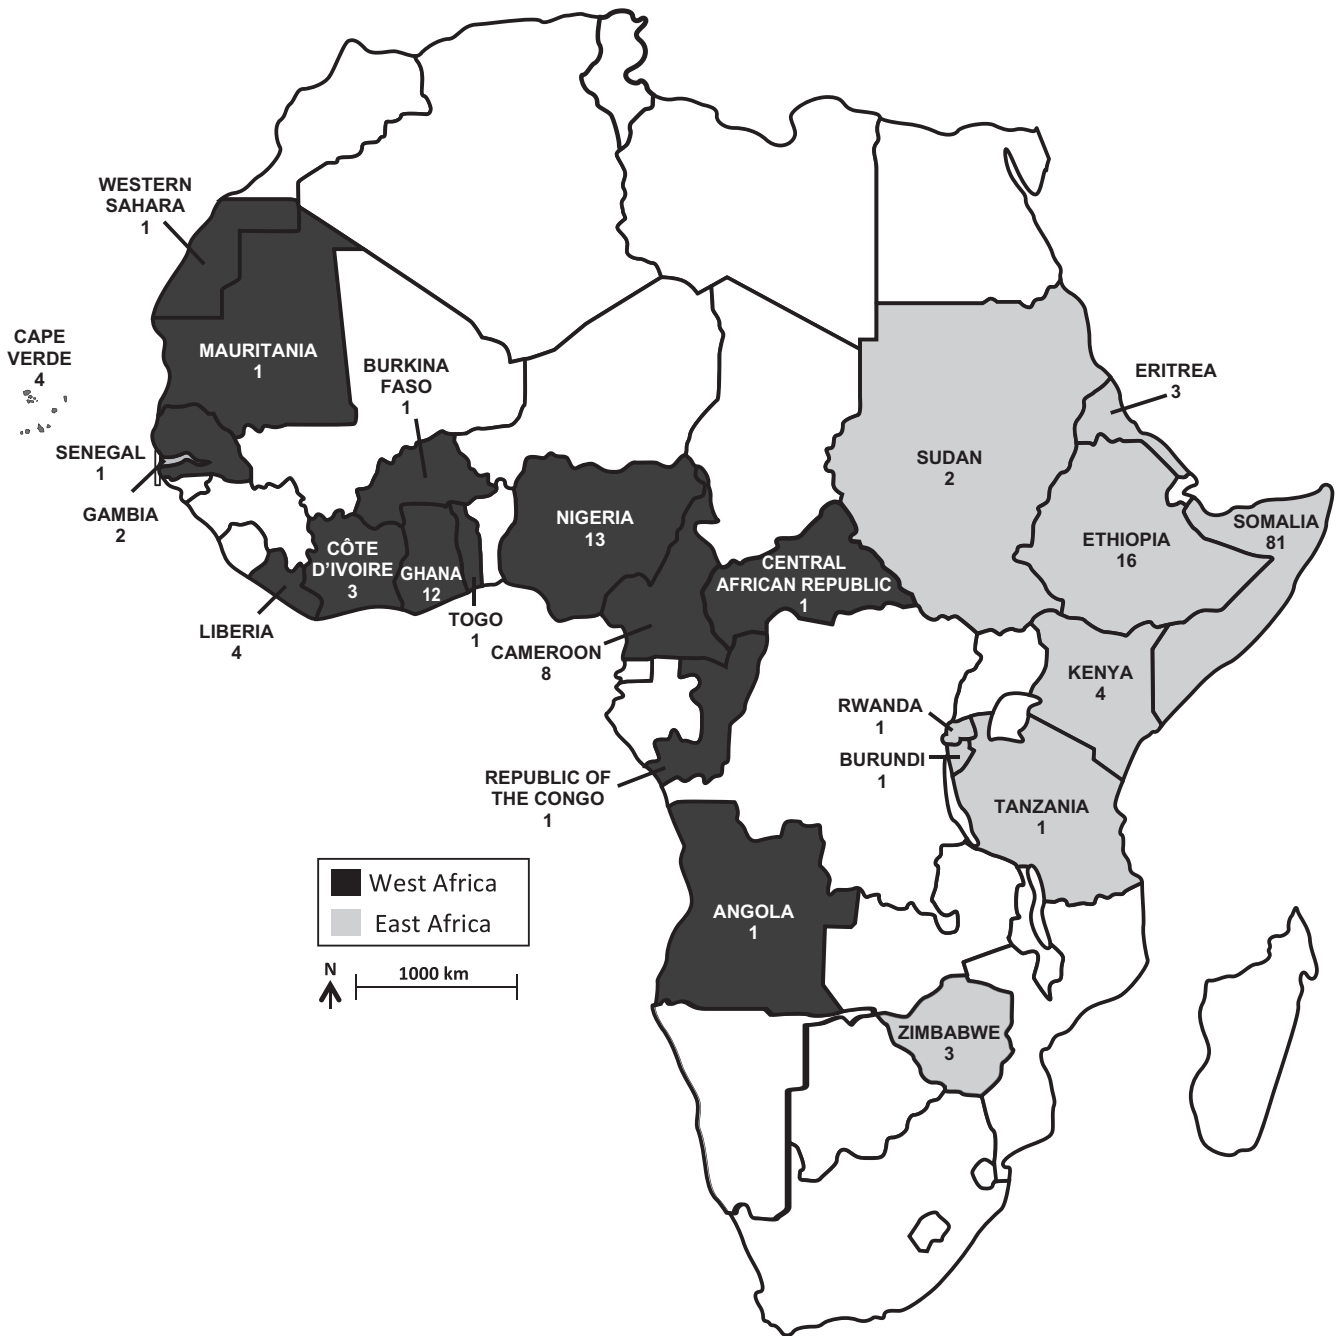 WESTERN
SAHARA
1
CAPE
VERDE
4
MAURITANIA
1
BURKINA
FASO
1
ERITREA
3
SENEGAL
1
GAMBIA
2
SUDAN
2
NIGERIA
13
SOMALIA
81
ETHIOPIA
16
CÔTE
D'IVOIRE
3
GHANA
12
CENTRAL
AFRICAN REPUBLIC
1
LIBERIA
4
TOGO
1
CAMEROON
8
KENYA
4
RWANDA
1
BURUNDI
1
REPUBLIC OF
THE CONGO
1
TANZANIA
1
West Africa
East Africa
ANGOLA
1
N
1000 km
ZIMBABWE
3